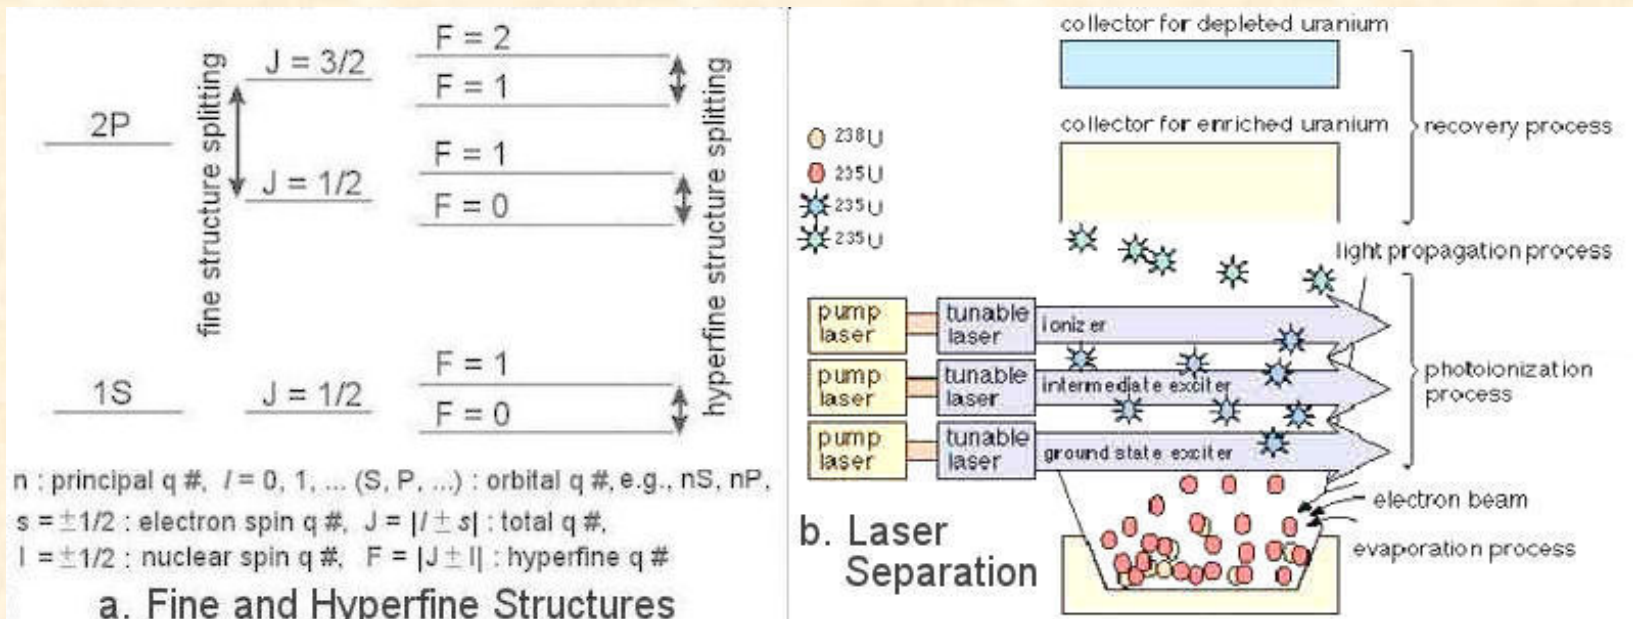 F = 2
J = 3/2
F = 1
2P
fine structure splitting
F = 1
J = 1/2
F = 0
hyperfine structure splitting
F = 1
1S
J = 1/2
F = 0
n : principal q #, l = 0, 1, ... (S, P, ...) : orbital q #, e.g., nS, nP,
s = ±1/2 : electron spin q #, J = |l ± s| : total q #,
I = ±1/2 : nuclear spin q #, F = |J ± I| : hyperfine q #
a. Fine and Hyperfine Structures
collector for depleted uranium
collector for enriched uranium
recovery process
238U
235U
235U
235U
light propagation process
pump laser
tunable laser
ionizer
pump laser
tunable laser
intermediate exciter
photoionization
process
pump laser
tunable laser
ground state exciter
electron beam
evaporation process
b. Laser
Separation